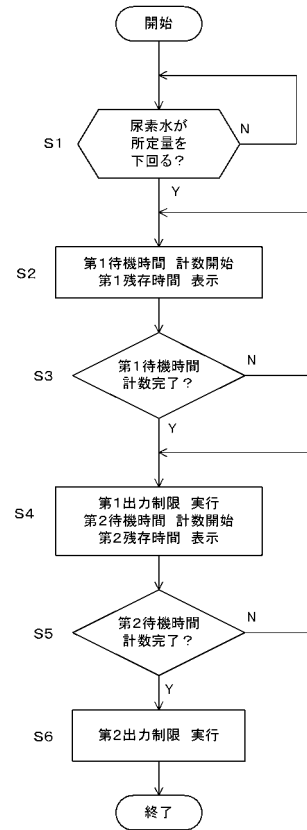 開始
S1
尿素水が
所定量を
下回る?
N
Y
S2
第1待機時間 計数開始
第1残存時間 表示
S3
第1待機時間
計数完了?
N
Y
S4
第1出力制限 実行
第2待機時間 計数開始
第2残存時間 表示
S5
第2待機時間
計数完了?
N
Y
S6
第2出力制限 実行
終了